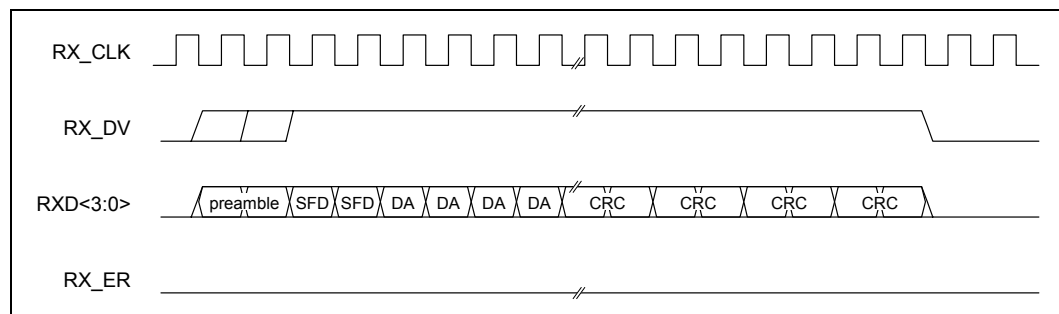 RX_CLK
RX_DV
RXD<3:0> preamble SFD SFD DA DA DA DA CRC CRC CRC CRC
RX_ER